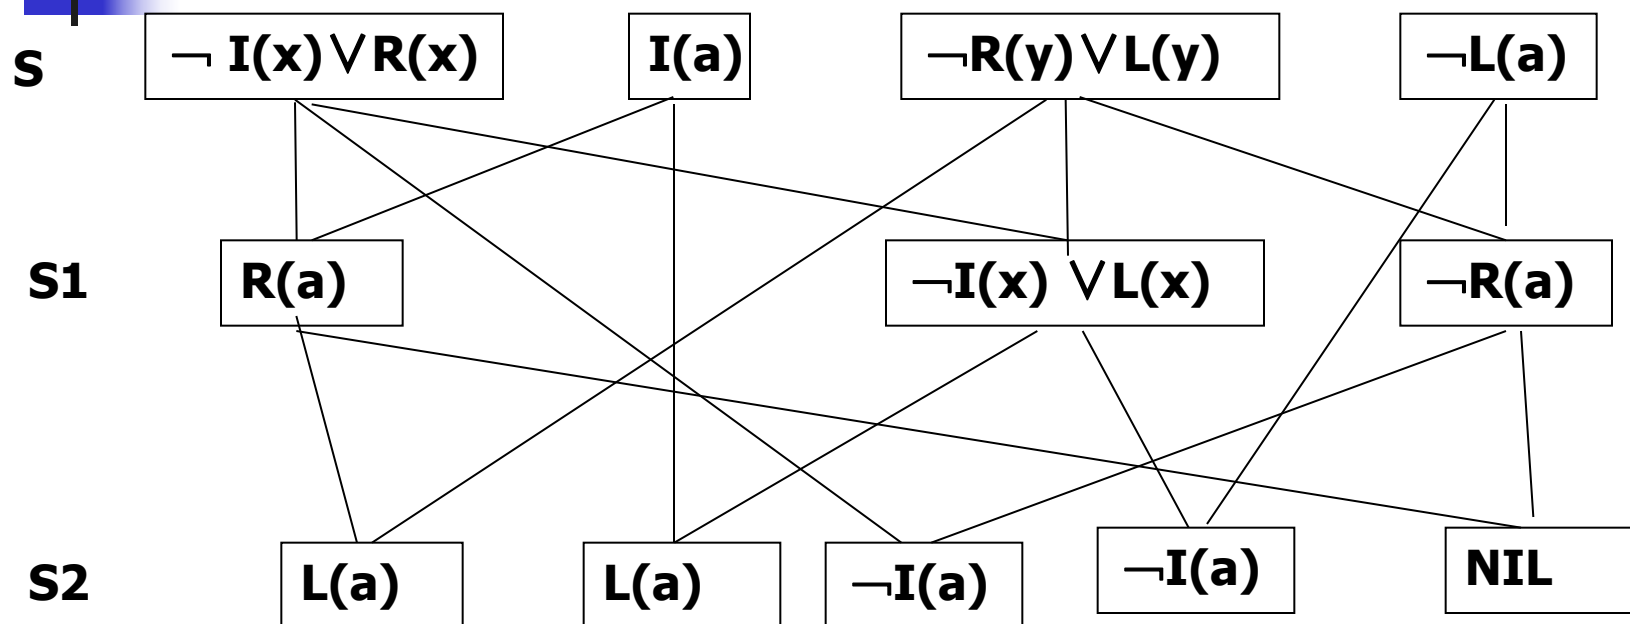 S ¬ I(x)∨R(x) I(a) ¬R(y)∨L(y) ¬L(a)
S1 R(a) ¬I(x) ∨L(x) ¬R(a)
S2 L(a) L(a) ¬I(a) ¬I(a) NIL